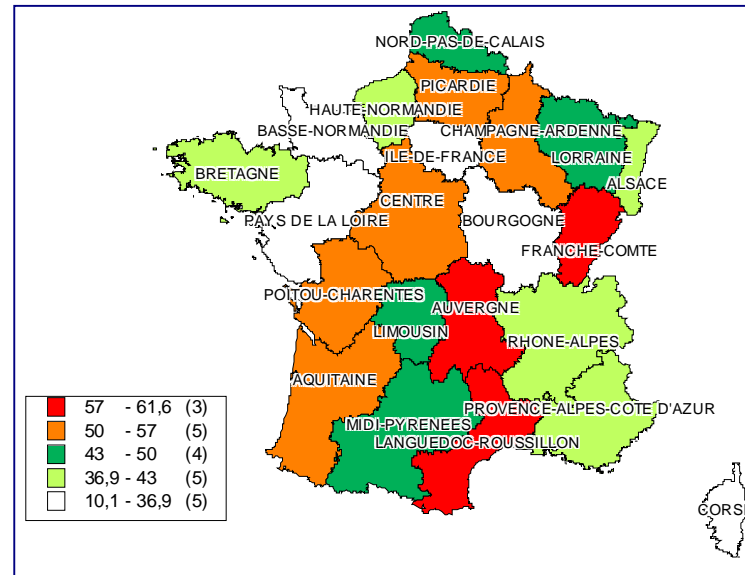 NORD-PAS-DE-CALAIS
PICARDIE
HAUTE-NORMANDIE
BASSE-NORMANDIE
CHAMPAGNE-ARDENNE
ILE-DE-FRANCE
LORRAINE
BRETAGNE
ALSACE
CENTRE
PAYS DE LA LOIRE
BOURGOGNE
FRANCHE-COMTE
POITOU-CHARENTES
AUVERGNE
LIMOUSIN
RHONE-ALPES
AQUITAINE
PROVENCE-ALPES-COTE D'AZUR
MIDI-PYRENEES
LANGUEDOC-ROUSSILLON
57 - 61,6 (3)
50 - 57 (5)
43 - 50 (4)
36,9 - 43 (5)
10,1 - 36,9 (5)
CORS